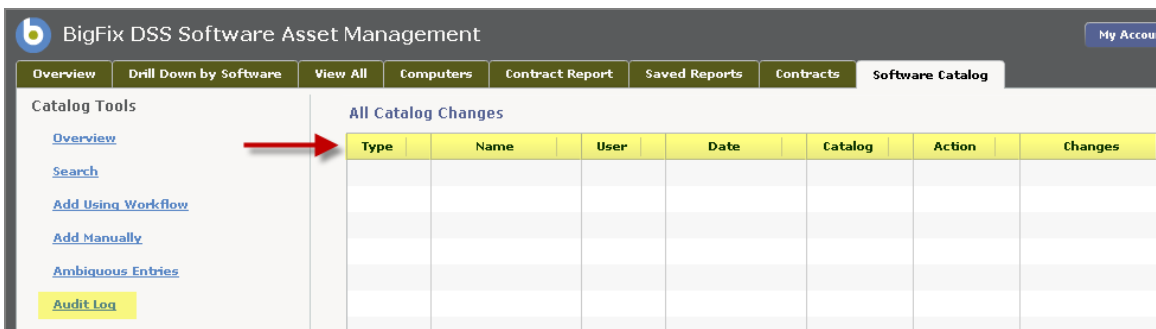 BigFix DSS Software Asset Management
Overview Drill Down by Software View All Computers Contract Report Saved Reports Contracts Software Catalog
Catalog Tools
Overview
Search
Add Using Workflow
Add Manually
Ambiguous Entries
Audit Log
All Catalog Changes
Type Name User Date Catalog Action Changes